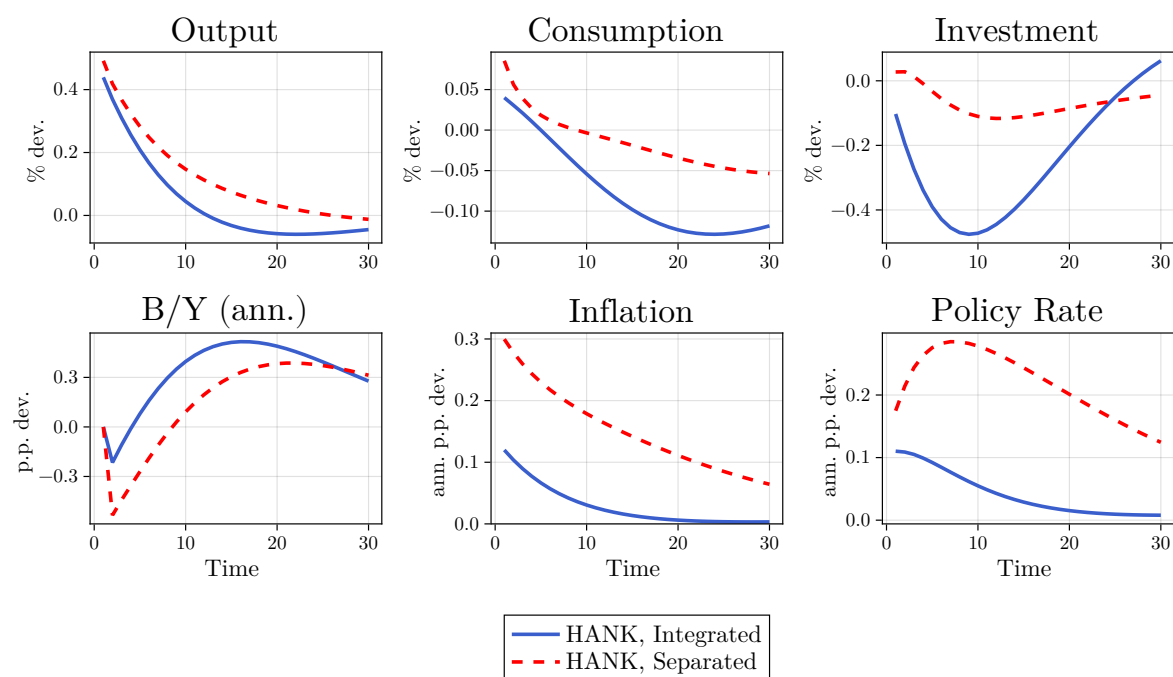 Output
Consumption
Investment
% dev.
0.4
0.2
0.0
0
10
20
30
% dev.
0.05
0.00
−0.05
−0.10
0
10
20
30
% dev.
0.0
−0.2
−0.4
0
10
20
30
B/Y (ann.)
Inflation
Policy Rate
p.p. dev.
0.3
0.0
−0.3
0
10
20
30
Time
ann. p.p. dev.
0.3
0.2
0.1
0.0
0
10
20
30
Time
ann. p.p. dev.
0.2
0.1
0.0
0
10
20
30
Time
HANK, Integrated
HANK, Separated